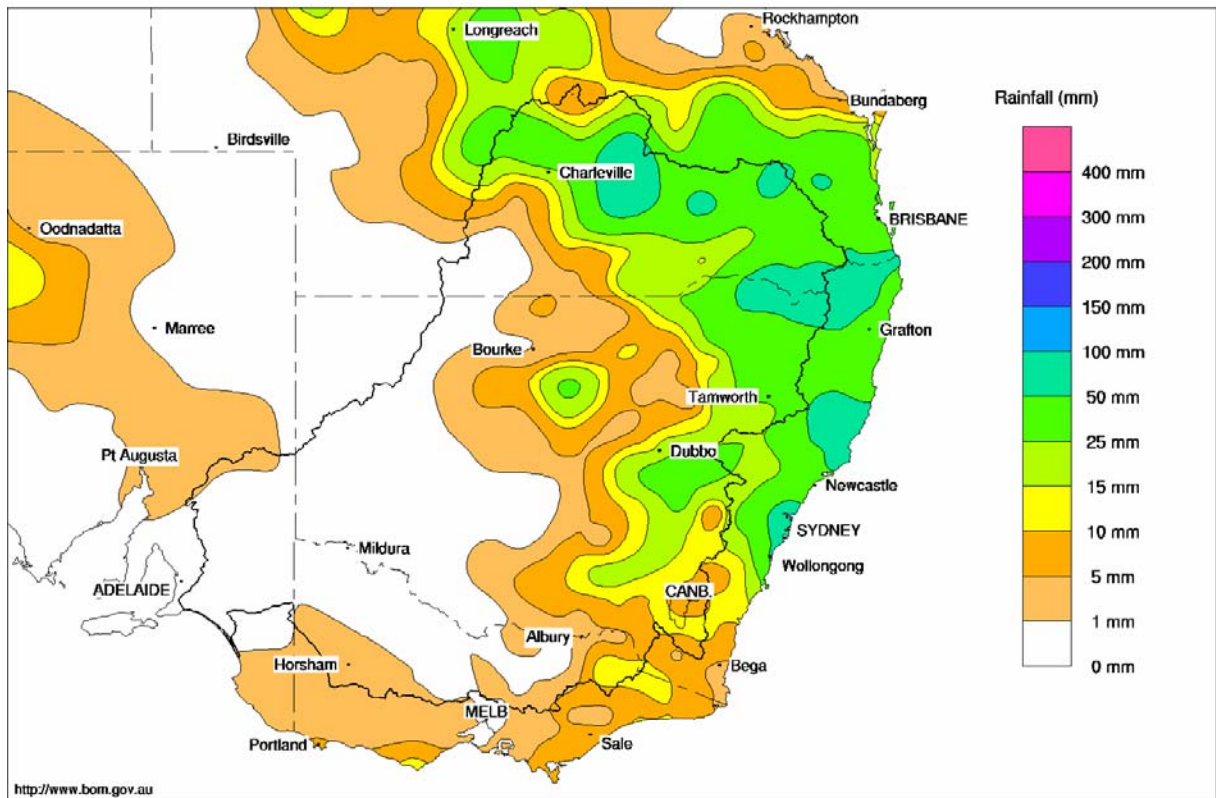 Rockhampton
Longreach
Bundaberg
Birdsville
Charleville
Oodnadatta
BRISBANE
Marree
Grafton
Bourke
Tamworth
Pt Augusta
Dubbo
Newcastle
SYDNEY
Mildura
Wollongong
ADELAIDE
CANB.
Albury
Horsham
Bega
MELB
Portland
Sale
http://www.bom.gov.au
Rainfall (mm)
400 mm
300 mm
200 mm
150 mm
100 mm
50 mm
25 mm
15 mm
10 mm
5 mm
1 mm
0 mm